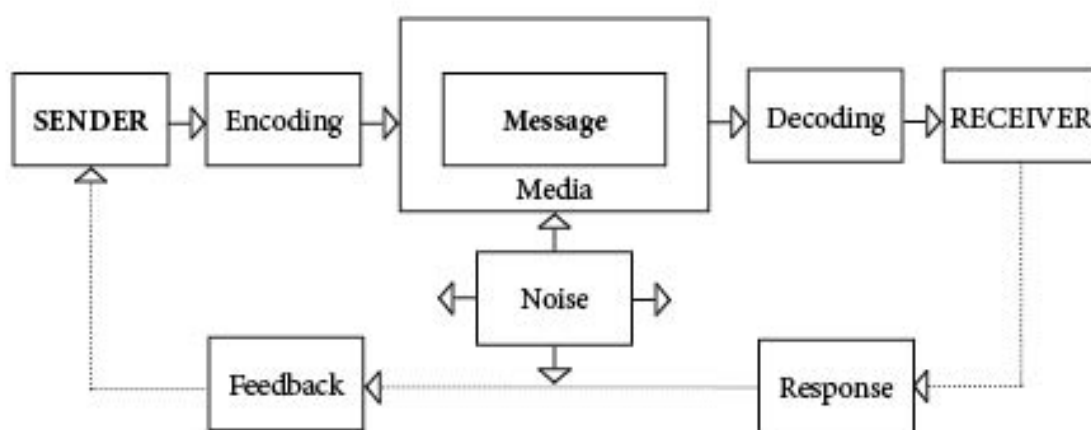 SENDER
Encoding
Message
Media
Decoding
RECEIVER
Noise
Feedback
Response